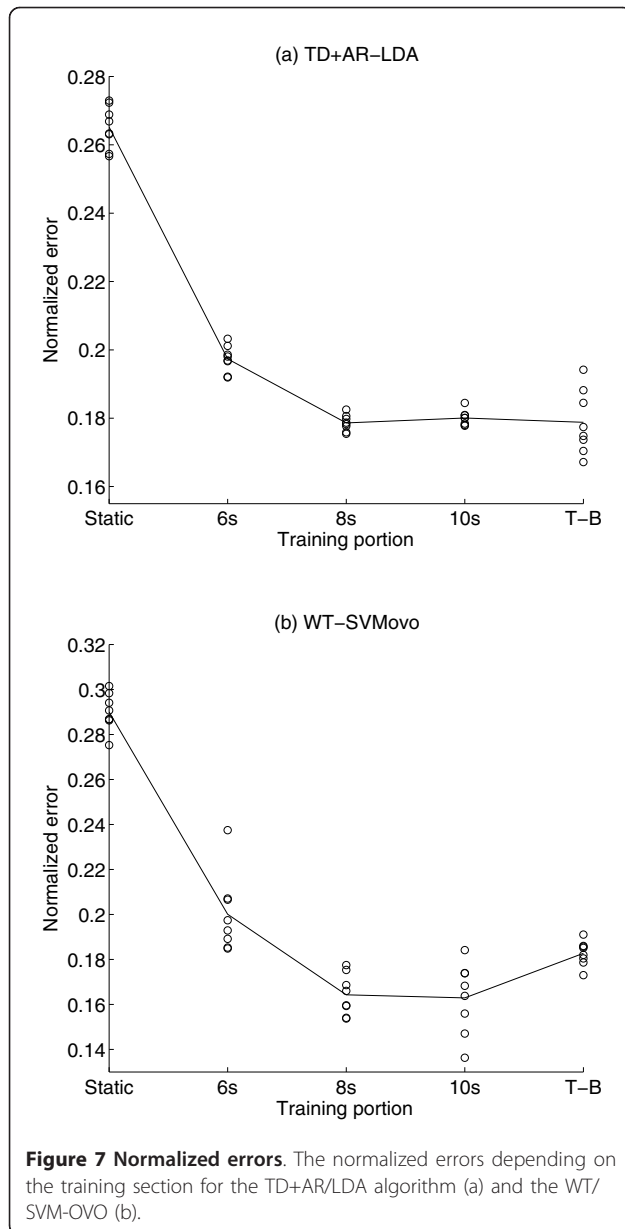 (a) TD+AR−LDA
0.28
0.26
0.24
0.22
0.2
0.18
0.16
Normalized error
Static
6s
8s
10s
T−B
Training portion
(b) WT−SVMovo
0.32
0.3
0.28
0.26
0.24
0.22
0.2
0.18
0.16
0.14
Normalized error
Static
6s
8s
10s
T−B
Training portion
Figure 7 Normalized errors. The normalized errors depending on
the training section for the TD+AR/LDA algorithm (a) and the WT/
SVM-OVO (b).